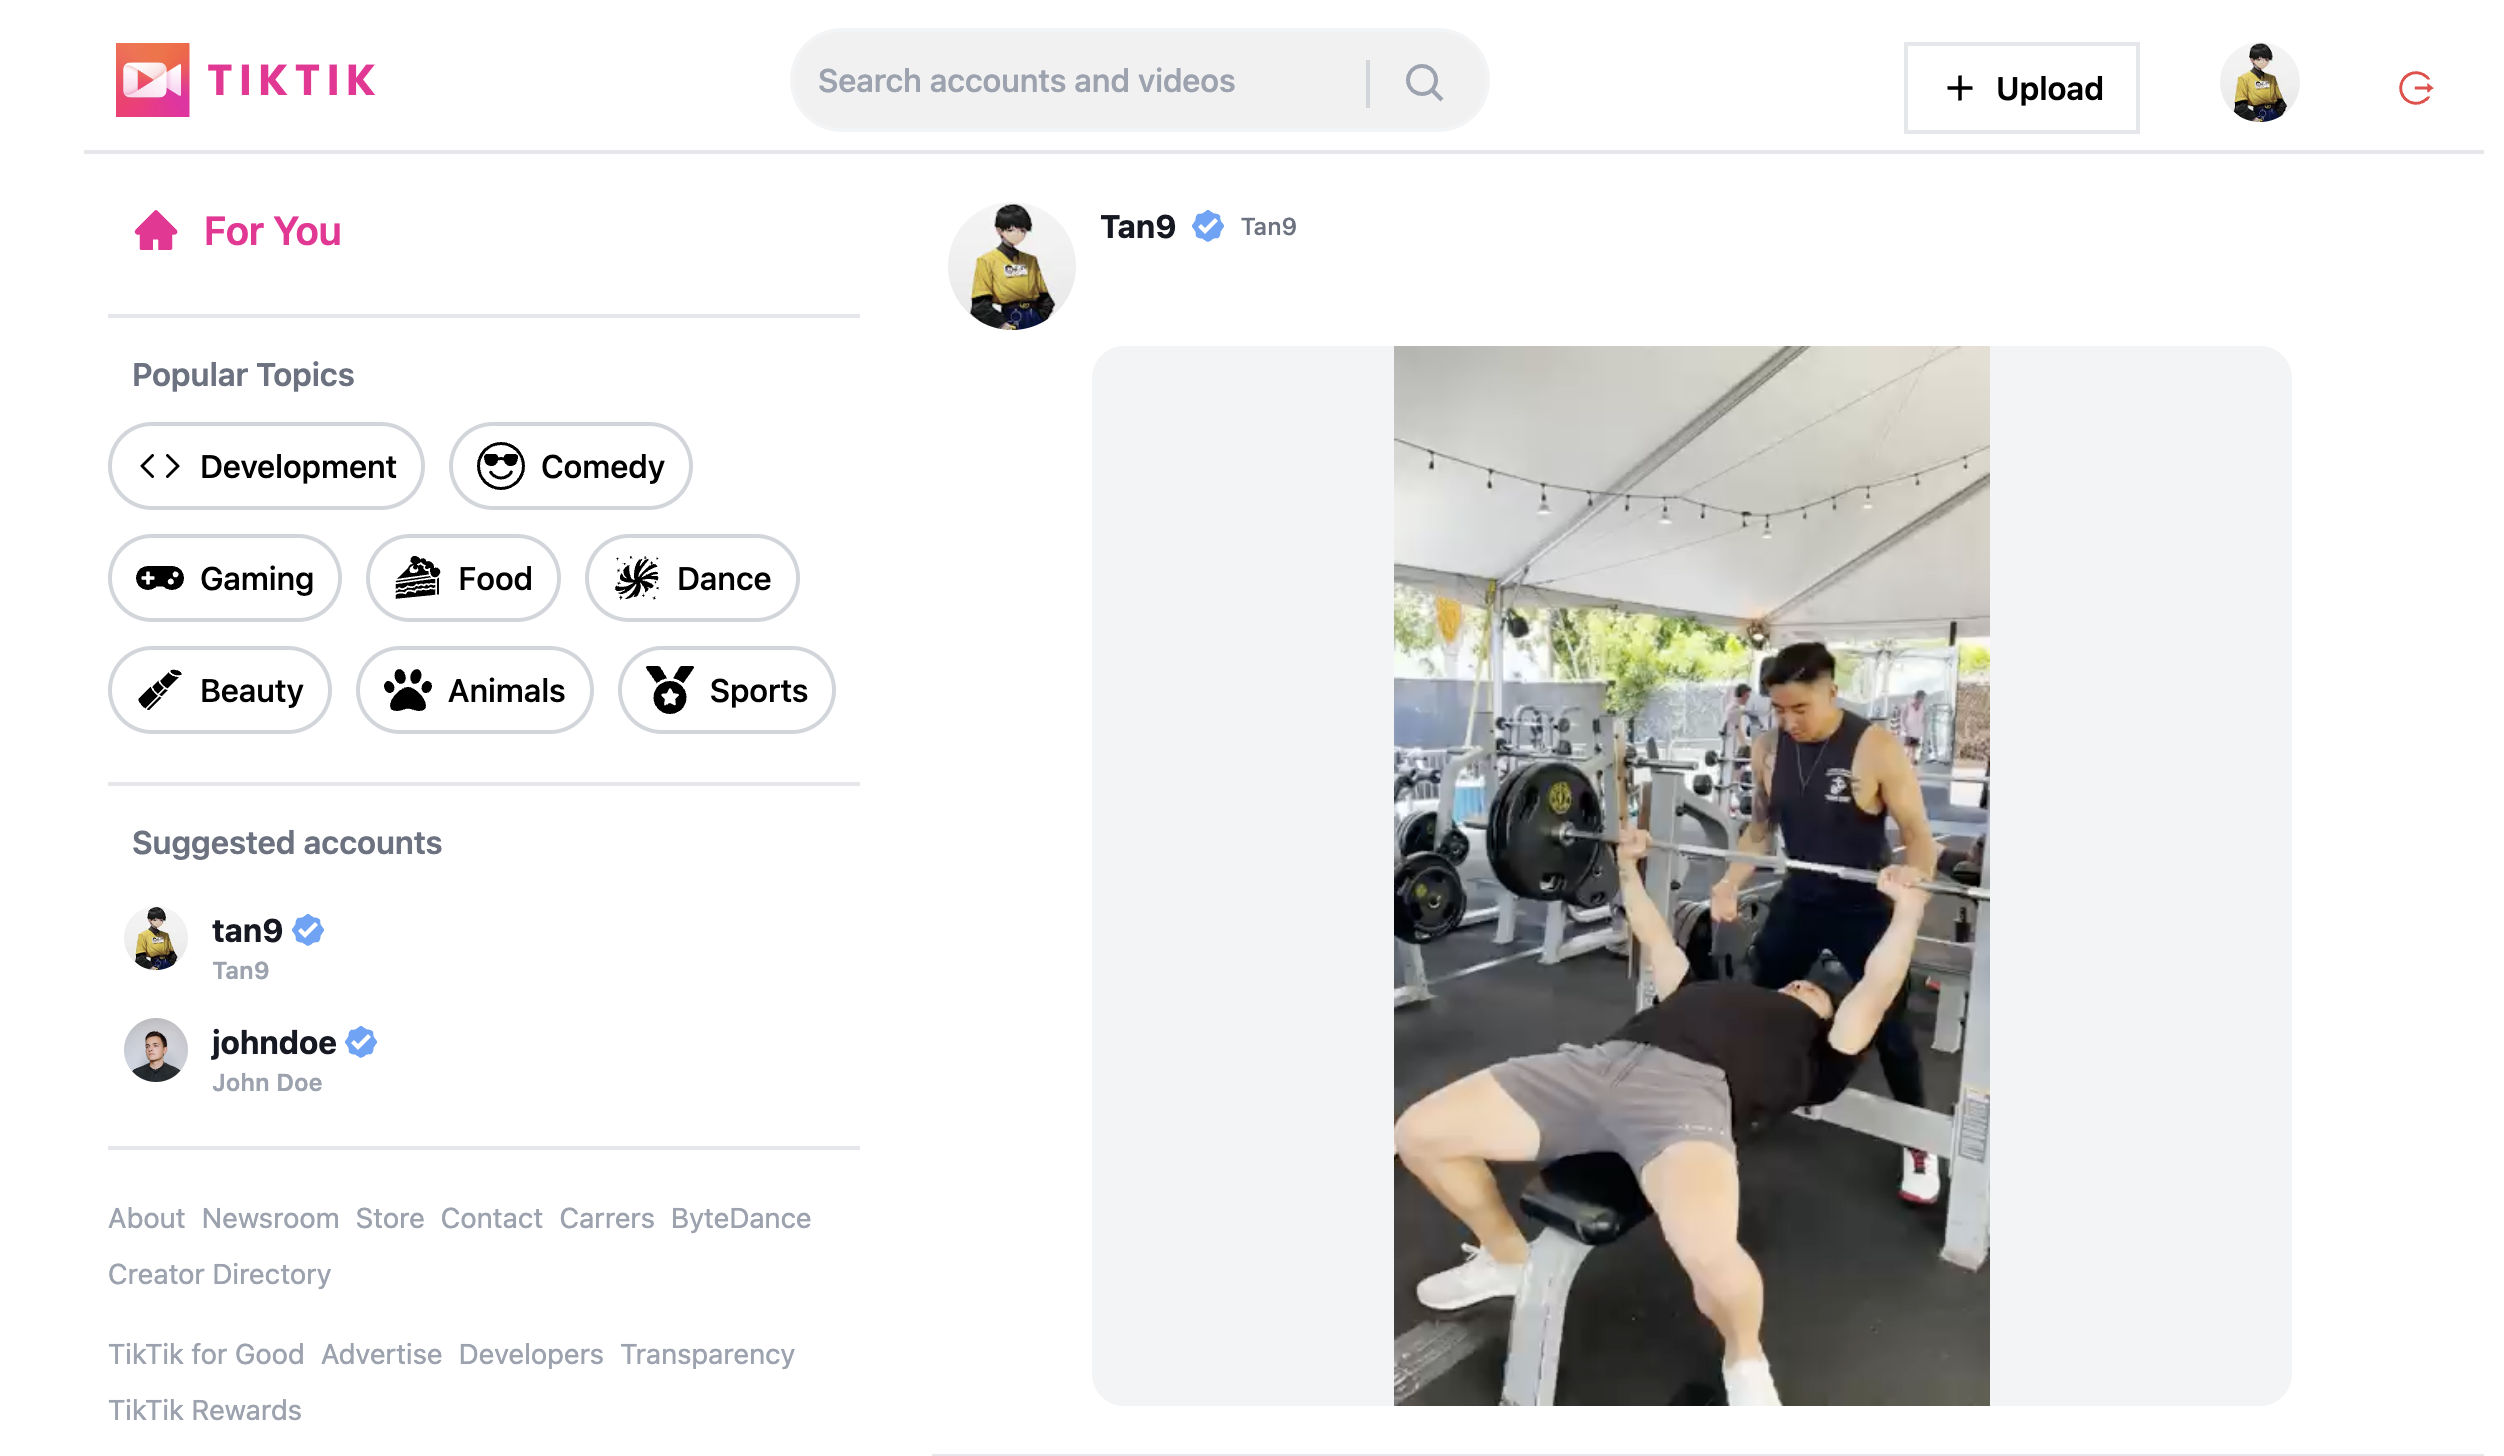 TIKTIK
Search accounts and videos
+ Upload
For You
Tan9 Tan9
Popular Topics
Development
Comedy
Gaming
Food
Dance
Beauty
Animals
Sports
Suggested accounts
tan9
Tan9
johndoe
John Doe
About Newsroom Store Contact Carrers ByteDance
Creator Directory
TikTik for Good Advertise Developers Transparency
TikTik Rewards